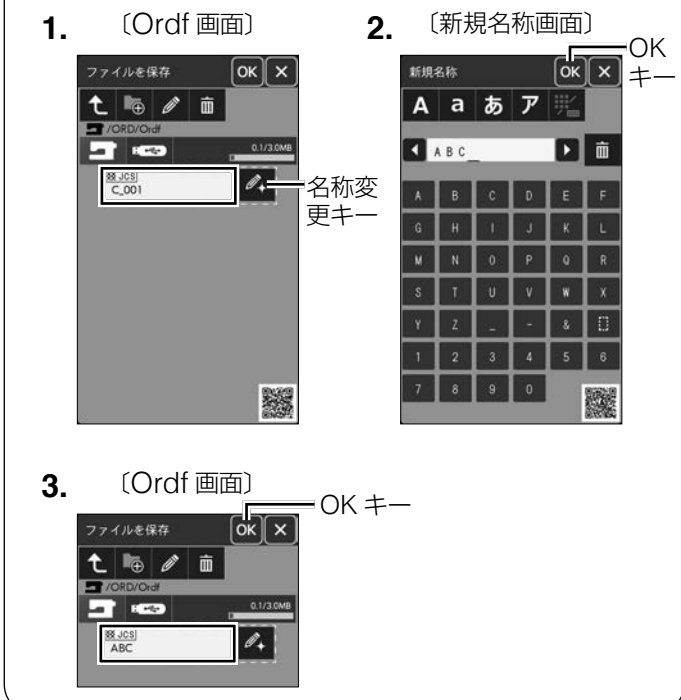 1. 〔Ordf 画面〕
ファイルを保存 OK ×
/ORD/Ordf
0.1/3.0MB
JCS
C_001
名称変
更キー
2. 〔新規名称画面〕
OK
キー
新規名称 OK ×
A a あ ア
ABC_
A B C D E F
G H I J K L
M N O P Q R
S T U V W X
Y Z _ - &
1 2 3 4 5 6
7 8 9 0
3. 〔Ordf 画面〕
OK キー
ファイルを保存 OK ×
/ORD/Ordf
0.1/3.0MB
JCS
ABC